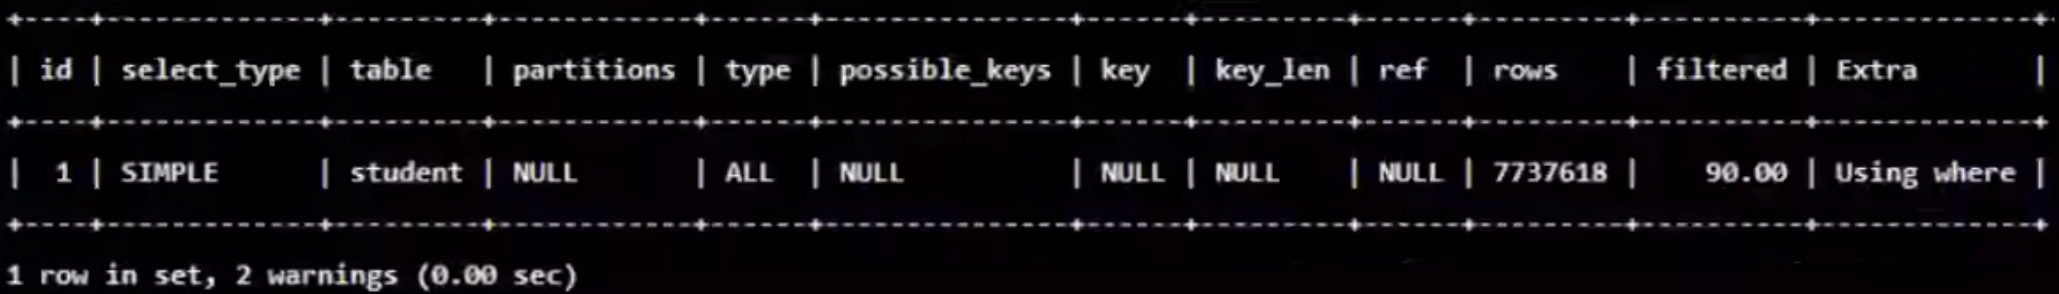 +----+-------------+---------+------------+------+---------------+------+---------+------+---------+----------+-------------+
| id | select_type | table   | partitions | type | possible_keys | key  | key_len | ref  | rows    | filtered | Extra       |
+----+-------------+---------+------------+------+---------------+------+---------+------+---------+----------+-------------+
|  1 | SIMPLE      | student | NULL       | ALL  | NULL          | NULL | NULL    | NULL | 7737618 |    90.00 | Using where |
+----+-------------+---------+------------+------+---------------+------+---------+------+---------+----------+-------------+
1 row in set, 2 warnings (0.00 sec)